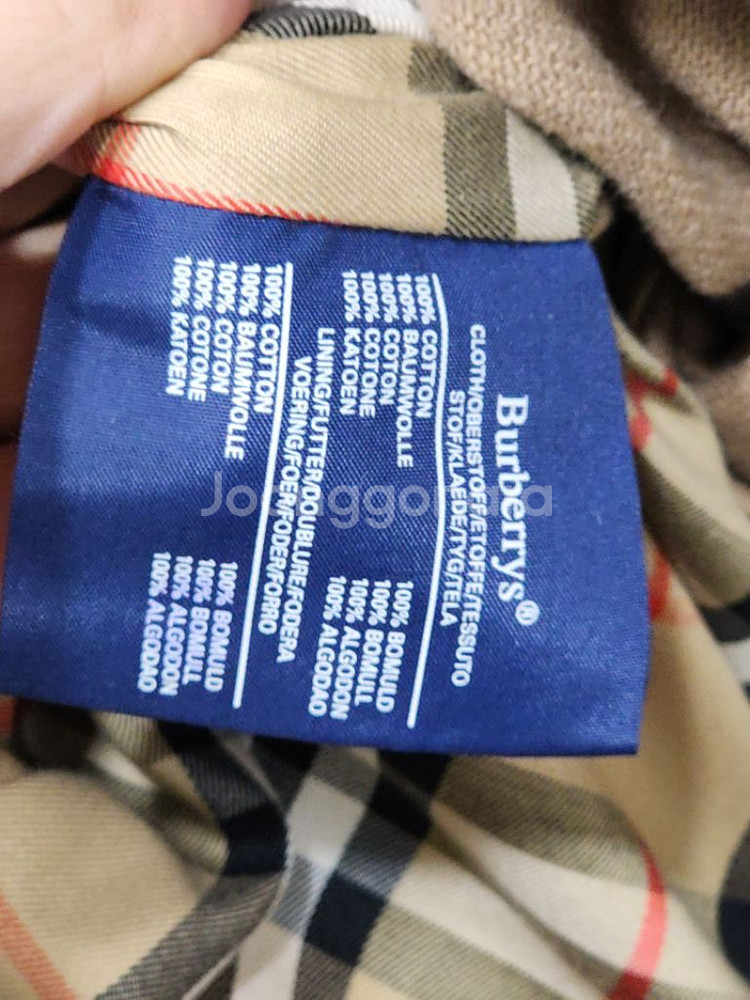 Burberrys®
CLOTH/OBERSTOFF/ETOFFE/TESSUTO
STOF/KLAEDE/TYG/TELA
100% COTTON
100% BAUMWOLLE
100% COTON
100% COTONE
100% KATOEN
100% BOMULD
100% BOMULL
100% ALGODON
100% ALGODAO
LINING/FUTTER/DOUBLURE/FODERA
VOERING/FOER/FODER/FORIO
100% COTTON
100% BAUMWOLLE
100% COTON
100% COTONE
100% KATOEN
100% BOMULD
100% BOMULL
100% ALGODON
100% ALGODAO
Joonggonara